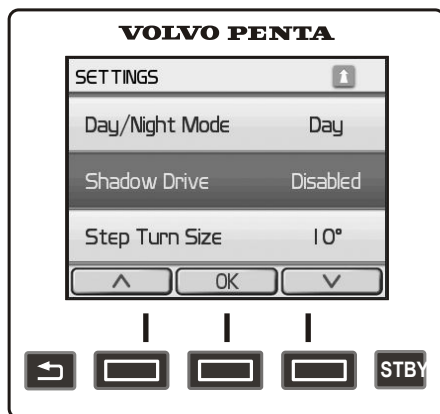 VOLVO PENTA
SETTINGS
Day/Night Mode Day
Shadow Drive Disabled
Step Turn Size 10°
OK
STBY